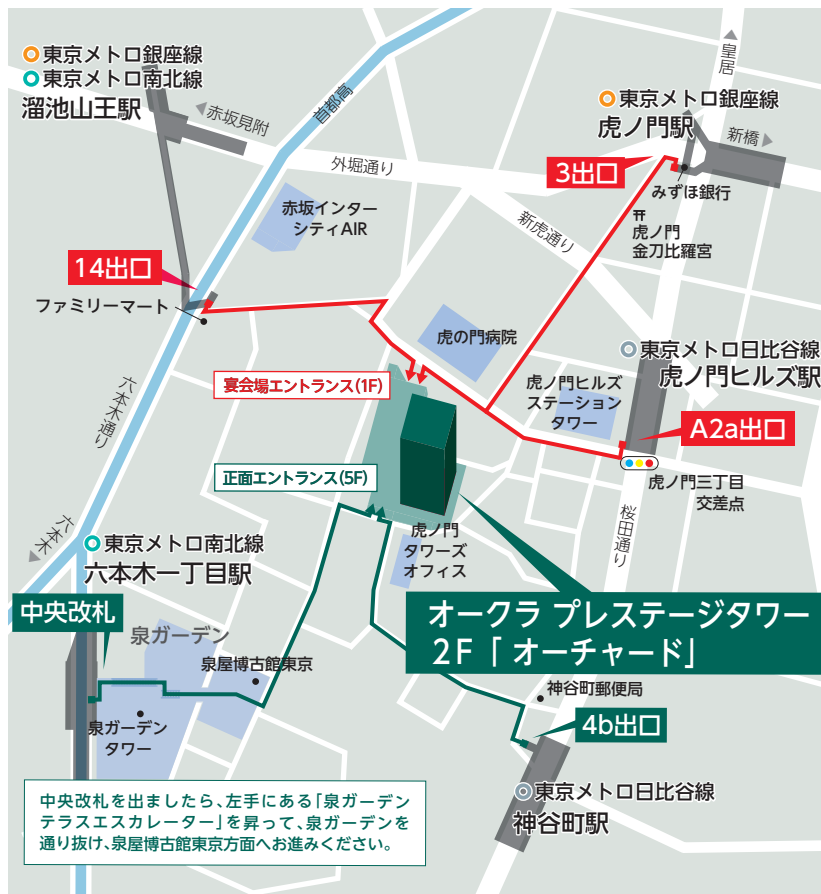 東京メトロ銀座線
東京メトロ南北線
溜池山王駅
赤坂見附
首都高
外堀通り
皇居
東京メトロ銀座線
虎ノ門駅
新橋
3出口
みずほ銀行
虎ノ門
金刀比羅宮
新虎通り
赤坂インター
シティAIR
14出口
ファミリーマート
虎の門病院
東京メトロ日比谷線
虎ノ門ヒルズ駅
虎ノ門ヒルズ
ステーション
タワー
宴会場エントランス(1F)
A2a出口
六本木通り
正面エントランス(5F)
虎ノ門三丁目
交差点
桜田通り
六本木
東京メトロ南北線
六本木一丁目駅
虎ノ門
タワーズ
オフィス
中央改札
オークラ プレステージタワー
2F「オーチャード」
泉ガーデン
泉屋博古館東京
神谷町郵便局
4b出口
泉ガーデン
タワー
東京メトロ日比谷線
神谷町駅
中央改札を出ましたら、左手にある「泉ガーデン
テラスエスカレーター」を昇って、泉ガーデンを
通り抜け、泉屋博古館東京方面へお進みください。